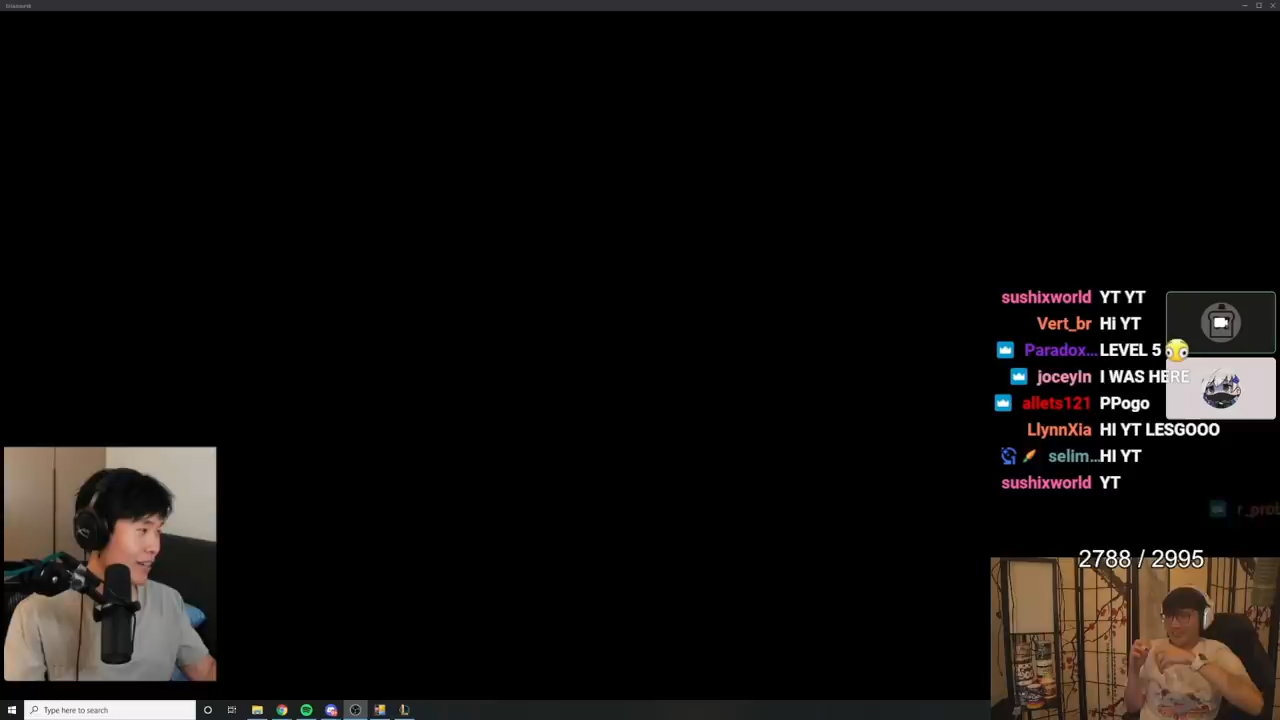 sushixworld YT YT
Vert_br Hi YT
Paradox... LEVEL 5
joceyln I WAS HERE
allets121 PPogo
LlynnXia HI YT LESGOOO
selim... HI YT
sushixworld YT
2788 / 2995
Type here to search